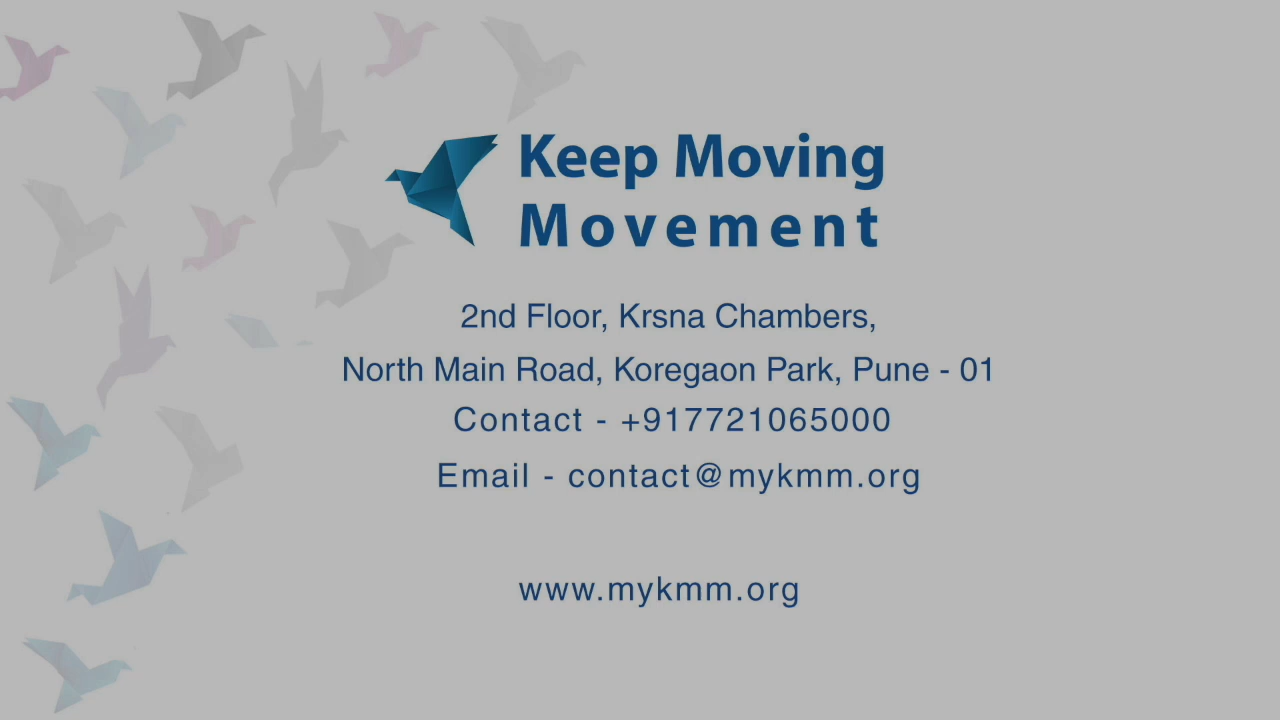 Keep Moving
Movement
2nd Floor, Krsna Chambers,
North Main Road, Koregaon Park, Pune - 01
Contact - +917721065000
Email - contact@mykmm.org
www.mykmm.org